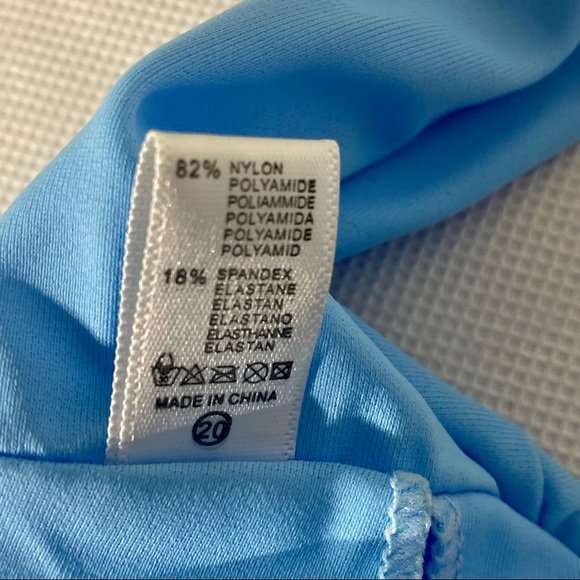 82% NYLON
POLYAMIDE
POLIAMMIDE
POLYAMIDA
POLYAMIDE
POLYAMID
18% SPANDEX
ELASTANE
ELASTAN
ELASTANO
ELASTHANNE
ELASTAN
MADE IN CHINA
20